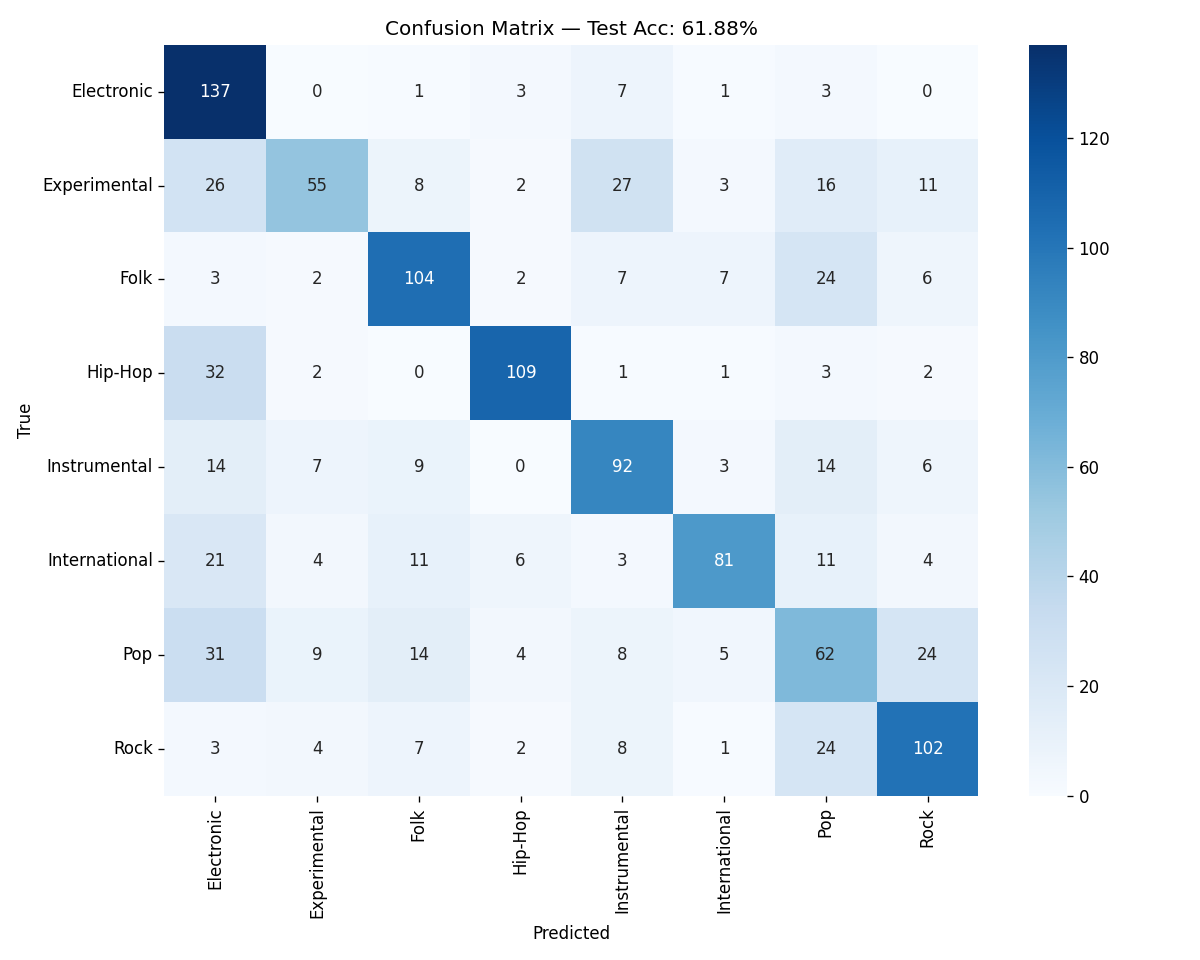 Confusion Matrix — Test Acc: 61.88%
Electronic 137 0 1 3 7 1 3 0
Experimental 26 55 8 2 27 3 16 11
Folk 3 2 104 2 7 7 24 6
Hip-Hop 32 2 0 109 1 1 3 2
Instrumental 14 7 9 0 92 3 14 6
International 21 4 11 6 3 81 11 4
Pop 31 9 14 4 8 5 62 24
Rock 3 4 7 2 8 1 24 102
True
Electronic Experimental Folk Hip-Hop Instrumental International Pop Rock
Predicted
120
100
80
60
40
20
0